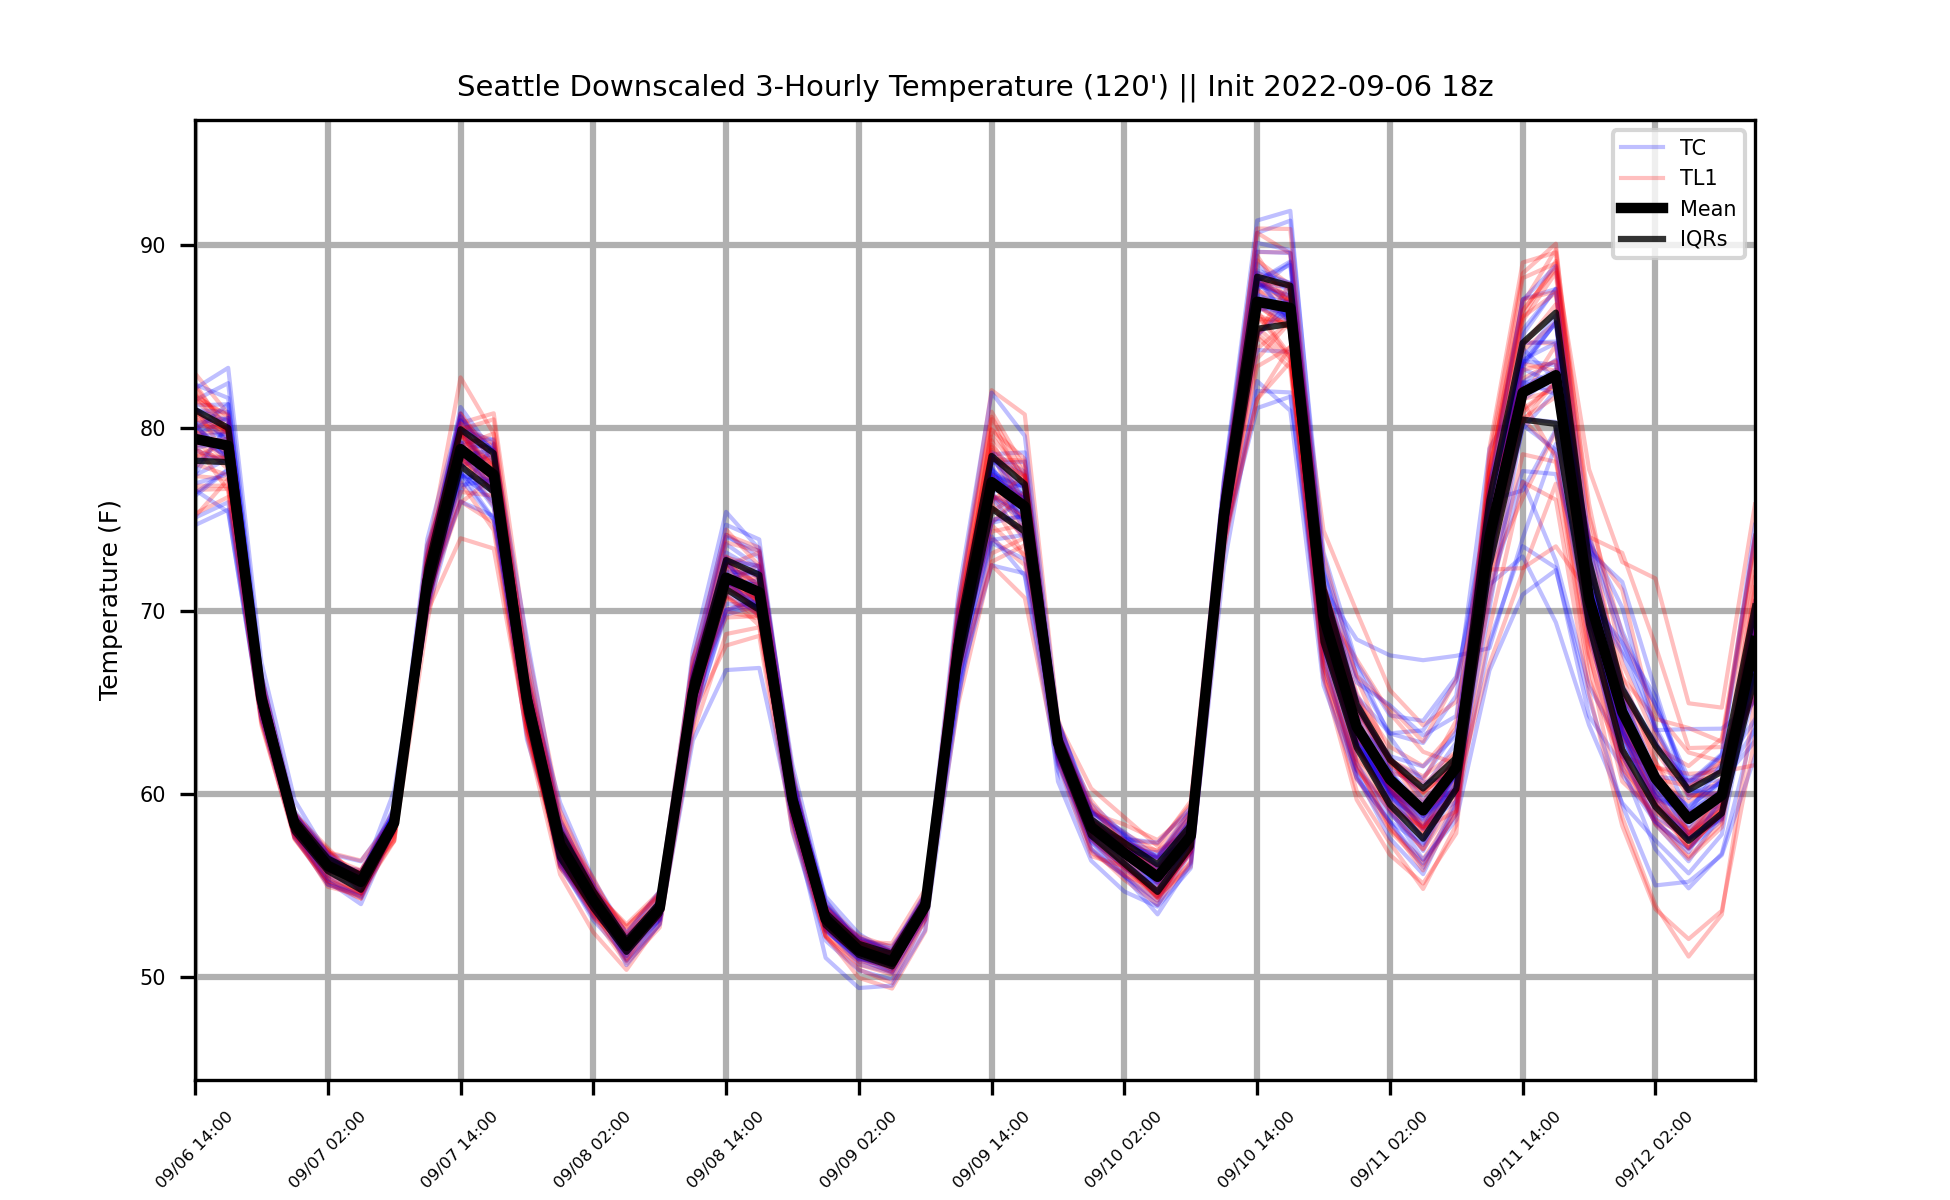 Seattle Downscaled 3-Hourly Temperature (120') || Init 2022-09-06 18z
TC
TL1
Mean
IQRs
Temperature (F)
90
80
70
60
50
09/06 14:00
09/07 02:00
09/07 14:00
09/08 02:00
09/08 14:00
09/09 02:00
09/09 14:00
09/10 02:00
09/10 14:00
09/11 02:00
09/11 14:00
09/12 02:00